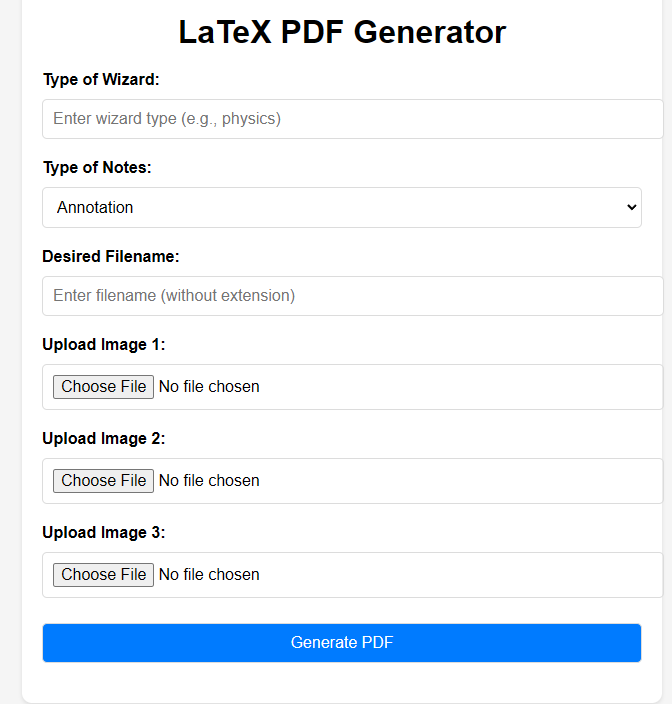 LaTeX PDF Generator
Type of Wizard:
Enter wizard type (e.g., physics)
Type of Notes:
Annotation
Desired Filename:
Enter filename (without extension)
Upload Image 1:
Choose File No file chosen
Upload Image 2:
Choose File No file chosen
Upload Image 3:
Choose File No file chosen
Generate PDF